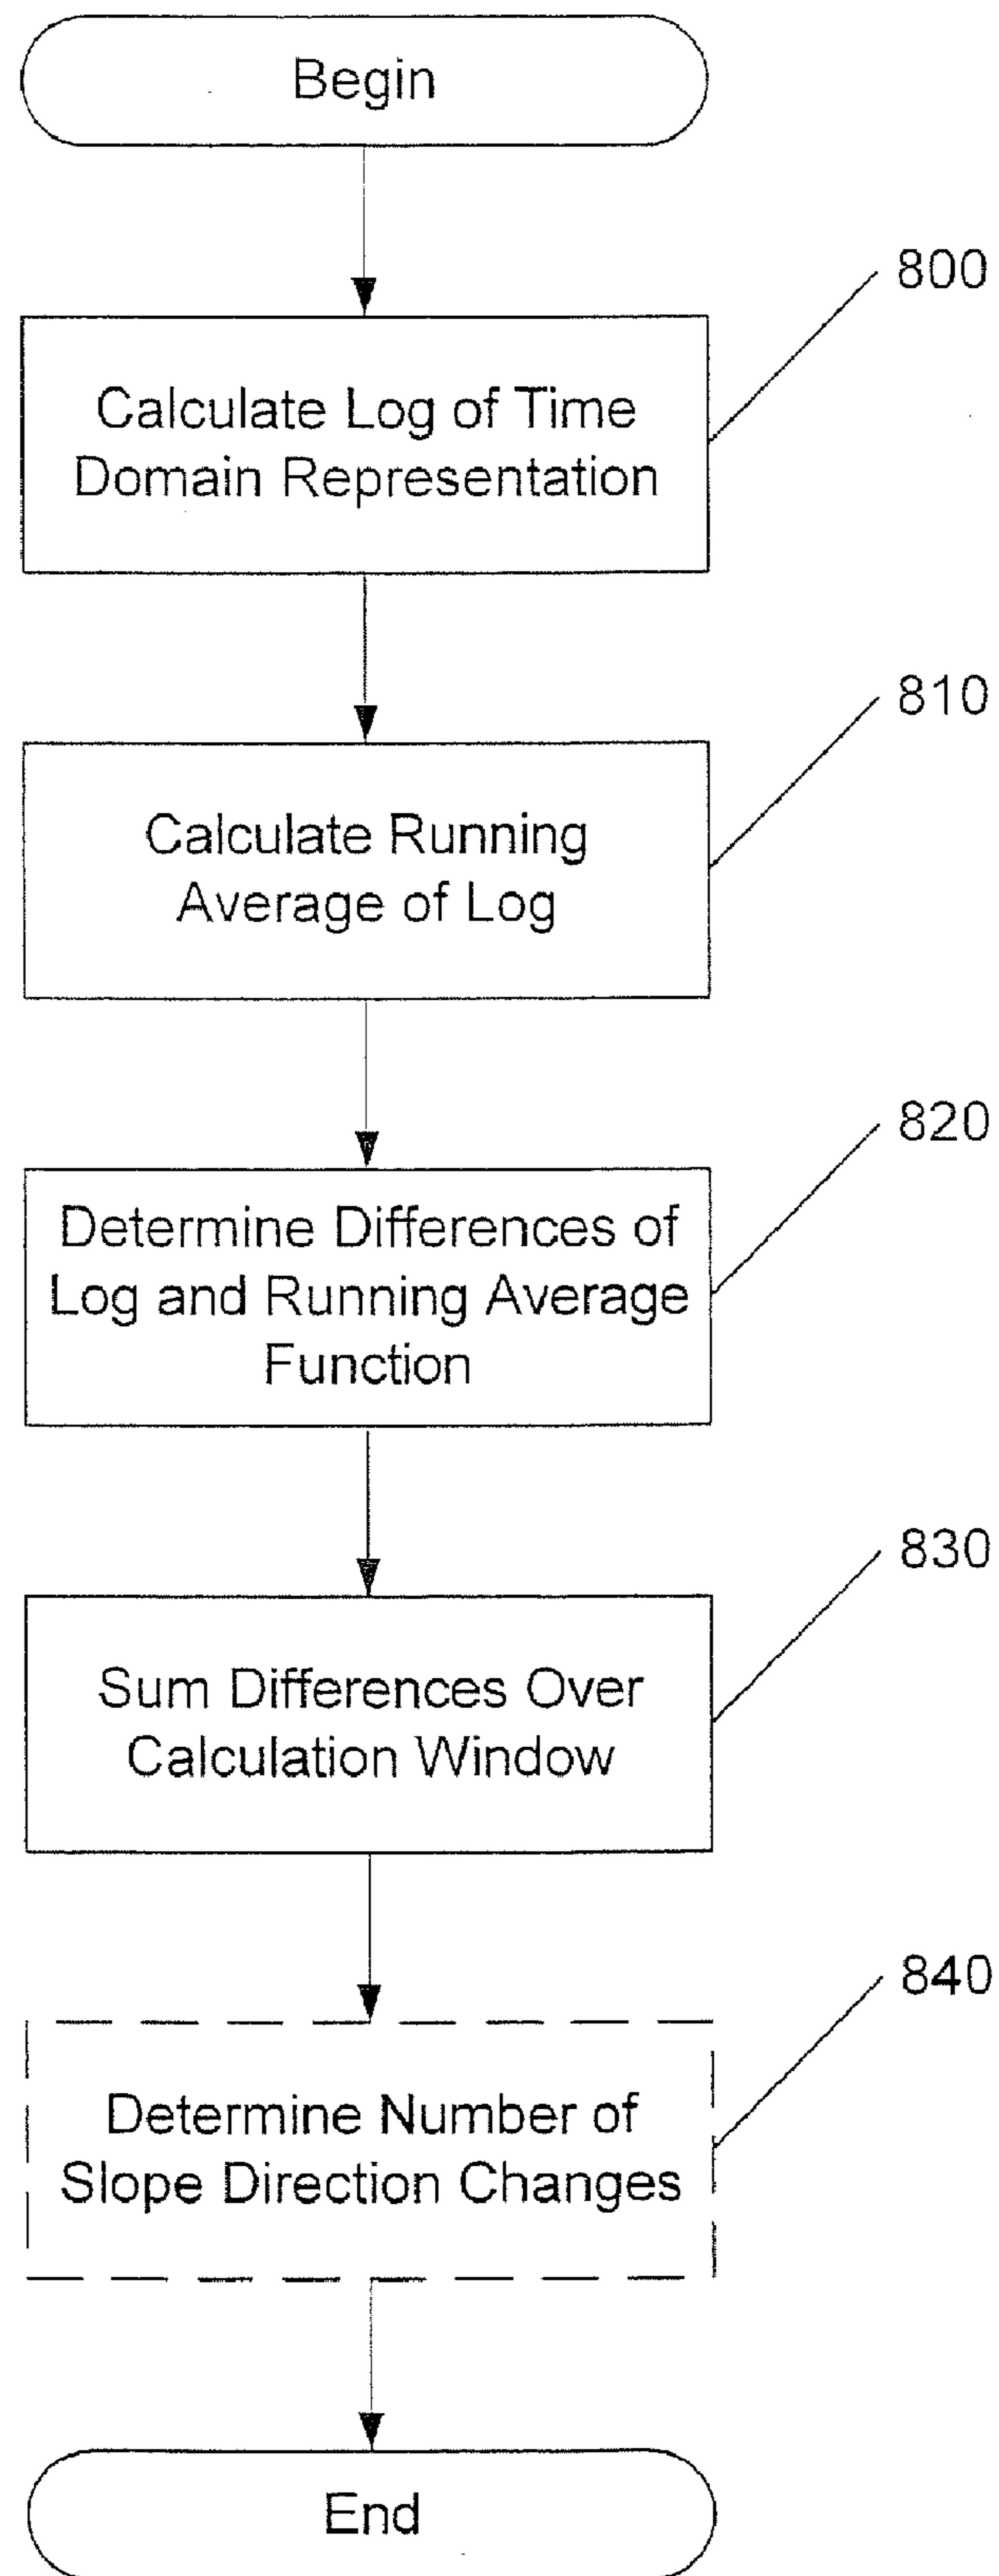 Begin
800
Calculate Log of Time
Domain Representation
810
Calculate Running
Average of Log
820
Determine Differences of
Log and Running Average
Function
830
Sum Differences Over
Calculation Window
840
Determine Number of
Slope Direction Changes
End